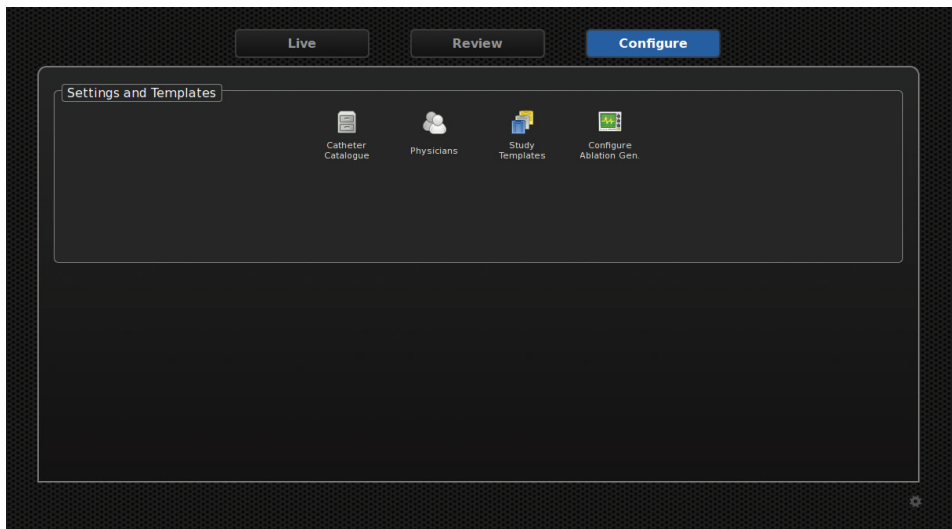 Live
Review
Configure
Settings and Templates
Catheter
Catalogue
Physicians
Study
Templates
Configure
Ablation Gen.